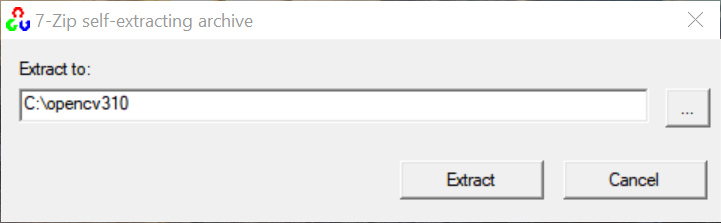 7-Zip self-extracting archive
Extract to:
C:\opencv310
...
Extract
Cancel